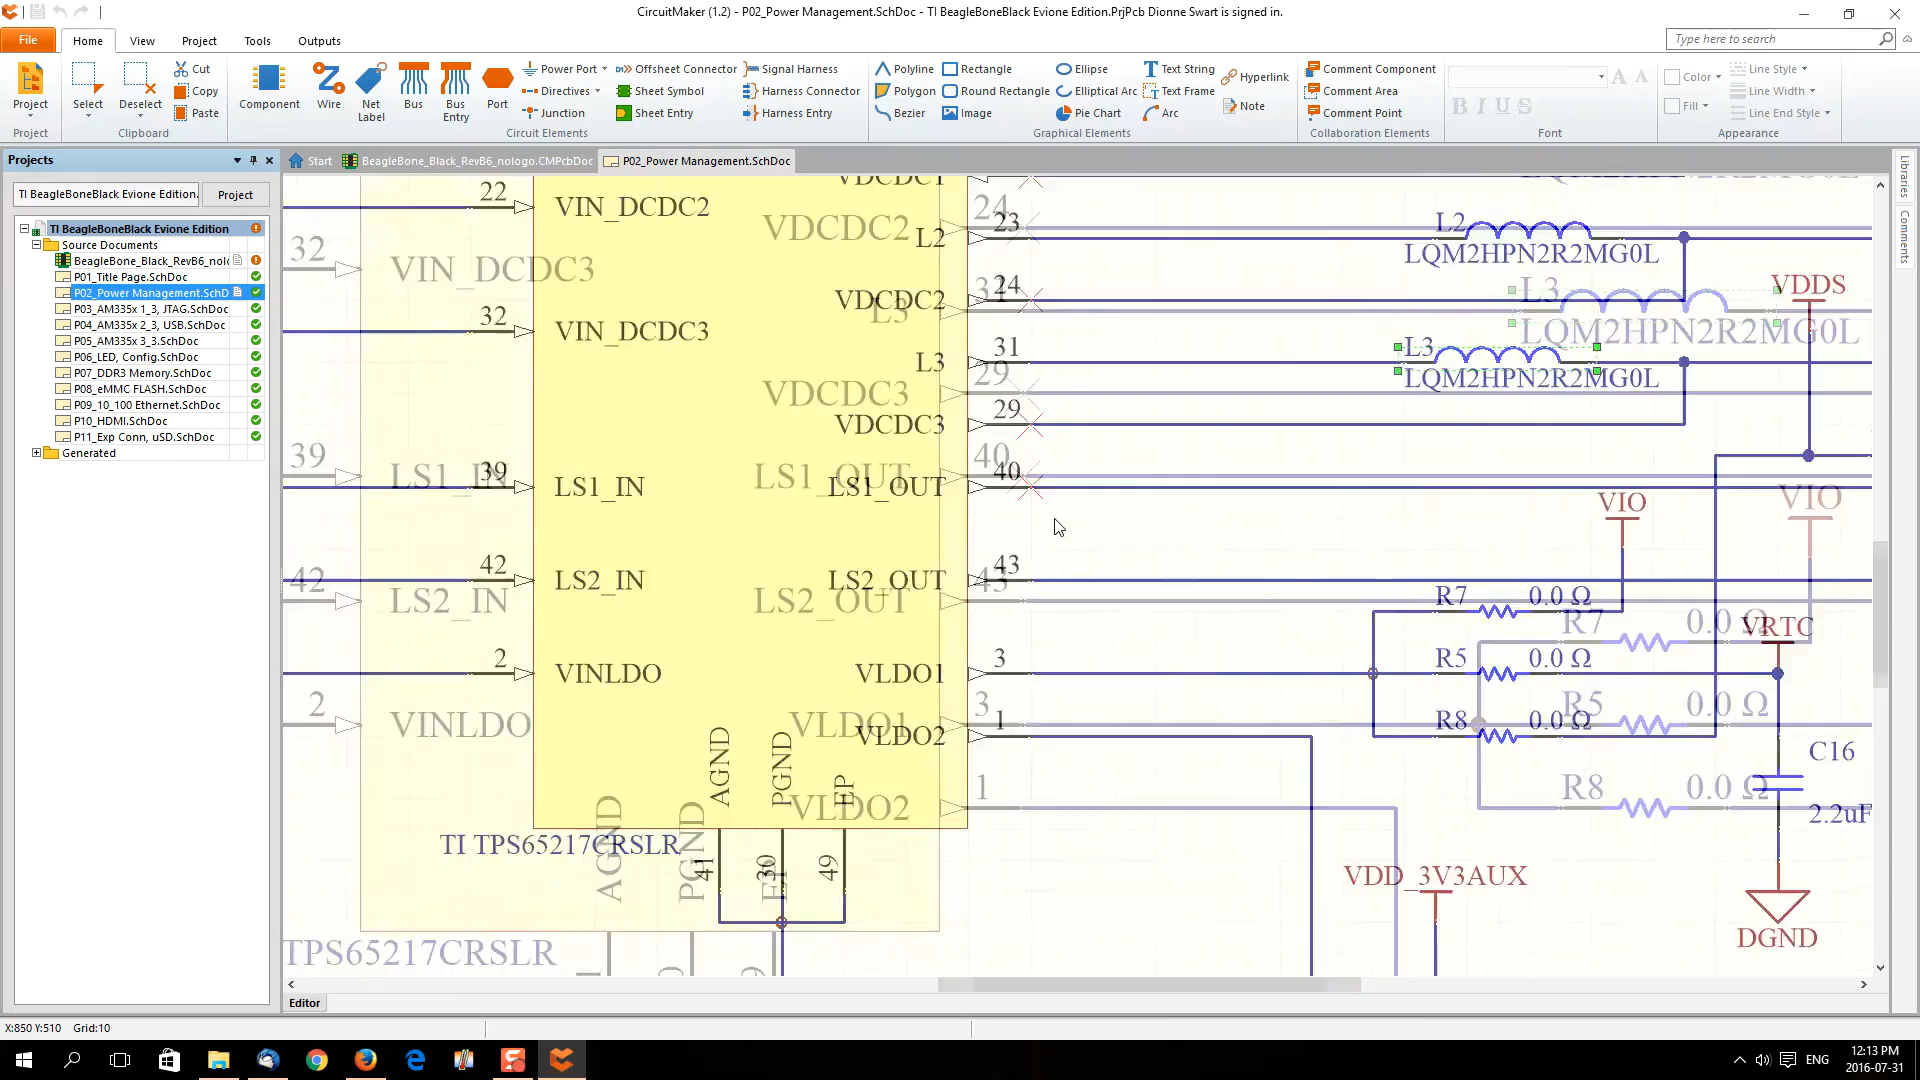 CircuitMaker (1.2) - P02_Power Management.SchDoc - TI BeagleBoneBlack Evione Edition.PrjPcb Dionne Swart is signed in.
File Home View Project Tools Outputs
Type here to search
Project
Select
Deselect
Cut
Copy
Paste
Component
Wire
Net Label
Bus
Bus Entry
Port
Power Port
Directives
Junction
Offsheet Connector
Sheet Symbol
Sheet Entry
Signal Harness
Harness Connector
Harness Entry
Polyline
Polygon
Bezier
Rectangle
Round Rectangle
Image
Ellipse
Elliptical Arc
Pie Chart
Text String
Text Frame
Arc
Hyperlink
Note
Comment Component
Comment Area
Comment Point
A A
B I U S
Color
Fill
Line Style
Line Width
Line End Style
Project Clipboard Circuit Elements Graphical Elements Collaboration Elements Font Appearance
Projects
Start BeagleBone_Black_RevB6_nologo.CMPcbDoc P02_Power Management.SchDoc
Libraries
Comments
TI BeagleBoneBlack Evione Edition. Project
TI BeagleBoneBlack Evione Edition
Source Documents
BeagleBone_Black_RevB6_nolo
P01_Title Page.SchDoc
P02_Power Management.SchD
P03_AM335x 1_3, JTAG.SchDoc
P04_AM335x 2_3, USB.SchDoc
P05_AM335x 3_3.SchDoc
P06_LED, Config.SchDoc
P07_DDR3 Memory.SchDoc
P08_eMMC FLASH.SchDoc
P09_10_100 Ethernet.SchDoc
P10_HDMI.SchDoc
P11_Exp Conn, uSD.SchDoc
Generated
VDCDC1
22 VIN_DCDC2
VDCDC2 24
L2 23
L2
LQM2HPN2R2MG0L
32 VIN_DCDC3
VDCDC2 24
L3 31
L3
VDDS
LQM2HPN2R2MG0L
32 VIN_DCDC3
L3 31
L3
LQM2HPN2R2MG0L
VDCDC3 29
VDCDC3 29
39 LS1_IN
LS1_OUT 40
39 LS1_IN
LS1_OUT 40
VIO
VIO
42 LS2_IN
LS2_OUT 43
42 LS2_IN
LS2_OUT 43
R7 0.0 Ω
R7 0.0 Ω
VRTC
2 VINLDO
VLDO1 3
R5 0.0 Ω
R5 0.0 Ω
2 VINLDO
VLDO1 3
VLDO2 1
R8 0.0 Ω
C16
2.2uF
VLDO2 1
R8 0.0 Ω
AGND
PGND
EP
AGND
PGND
EP
TI TPS65217CRSLR
41
30
49
VDD_3V3AUX
DGND
TPS65217CRSLR
Editor
X:850 Y:510 Grid:10
ENG
12:13 PM
2016-07-31